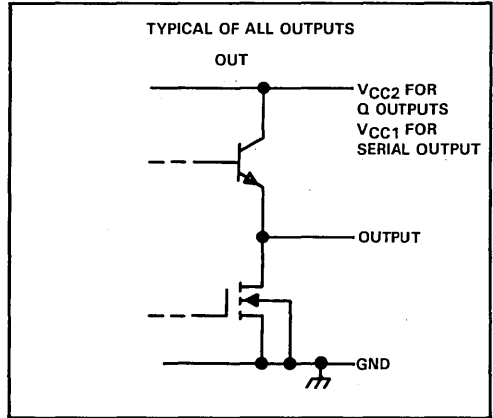 TYPICAL OF ALL OUTPUTS
OUT
VCC2 FOR
Q OUTPUTS
VCC1 FOR
SERIAL OUTPUT
OUTPUT
GND